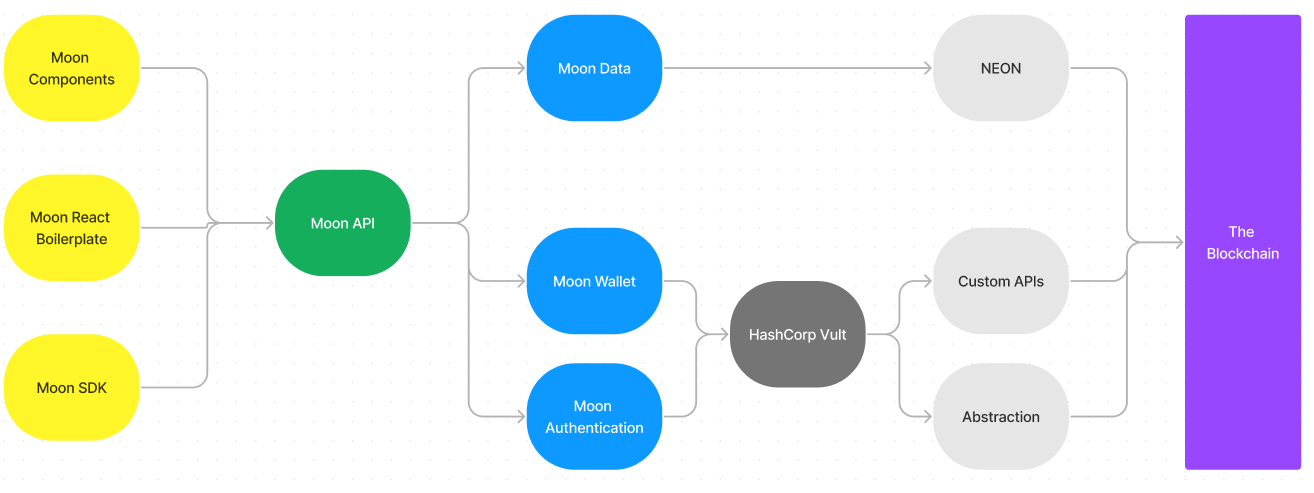 Moon
Components
Moon React
Boilerplate
Moon SDK
Moon API
Moon Data
Moon Wallet
Moon
Authentication
HashCorp Vult
NEON
Custom APIs
Abstraction
The
Blockchain